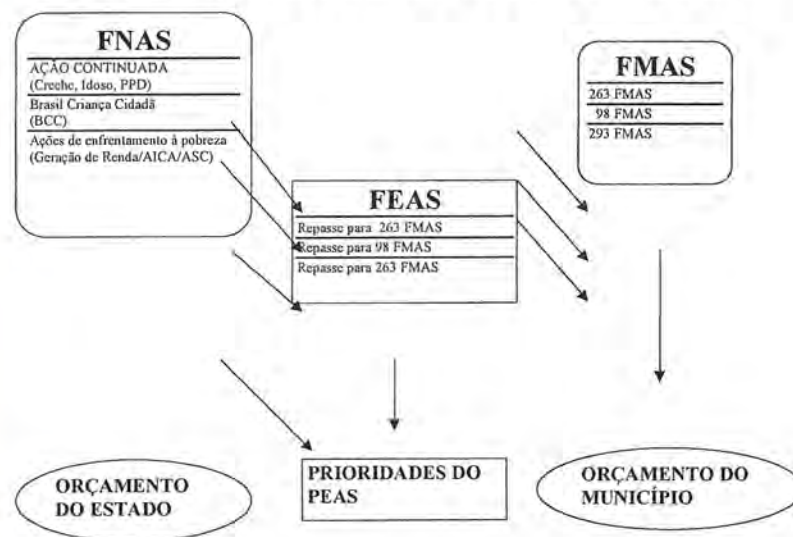 FNAS
AÇÃO CONTINUADA
(Creche, Idoso, PPD)
Brasil Criança Cidadã
(BCC)
Ações de enfrentamento à pobreza
(Geração de Renda/AICA/ASC)
FMAS
263 FMAS
98 FMAS
293 FMAS
FEAS
Repasse para 263 FMAS
Repasse para 98 FMAS
Repasse para 263 FMAS
ORÇAMENTO
DO ESTADO
PRIORIDADES DO
PEAS
ORÇAMENTO DO
MUNICÍPIO